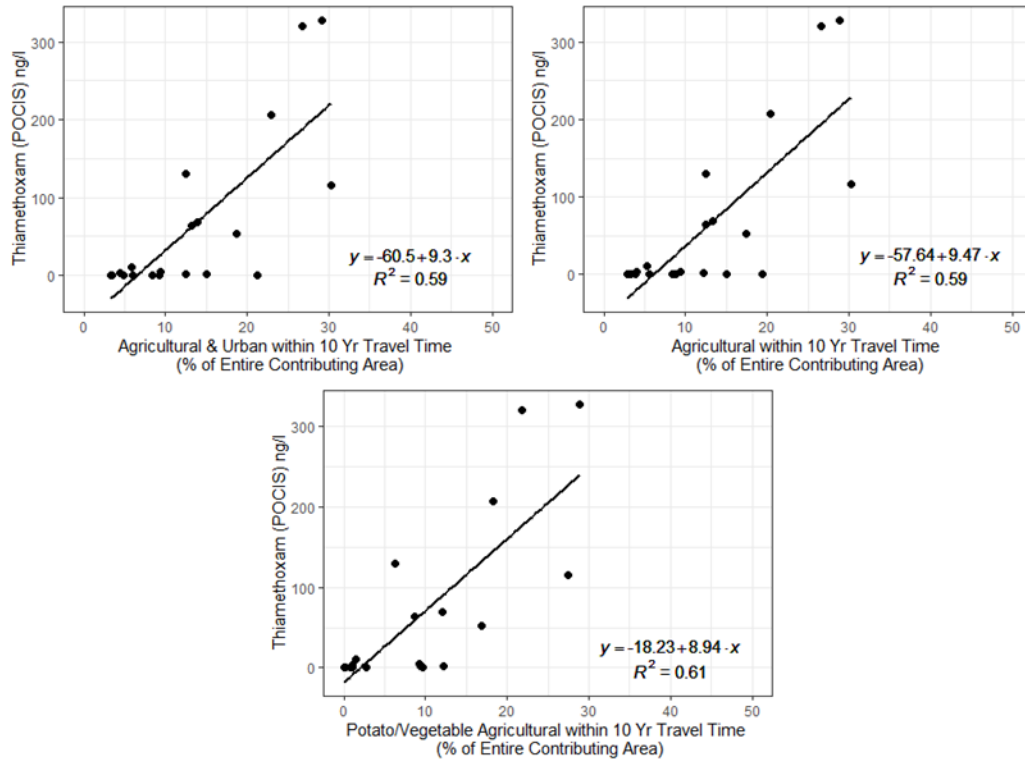 Thiamethoxam (POCIS) ng/l
300
200
100
0
y = -60.5+9.3 · x
R² = 0.59
0 10 20 30 40 50
Agricultural & Urban within 10 Yr Travel Time
(% of Entire Contributing Area)
Thiamethoxam (POCIS) ng/l
300
200
100
0
y = -57.64+9.47 · x
R² = 0.59
0 10 20 30 40 50
Agricultural within 10 Yr Travel Time
(% of Entire Contributing Area)
Thiamethoxam (POCIS) ng/l
300
200
100
0
y = -18.23+8.94 · x
R² = 0.61
0 10 20 30 40 50
Potato/Vegetable Agricultural within 10 Yr Travel Time
(% of Entire Contributing Area)